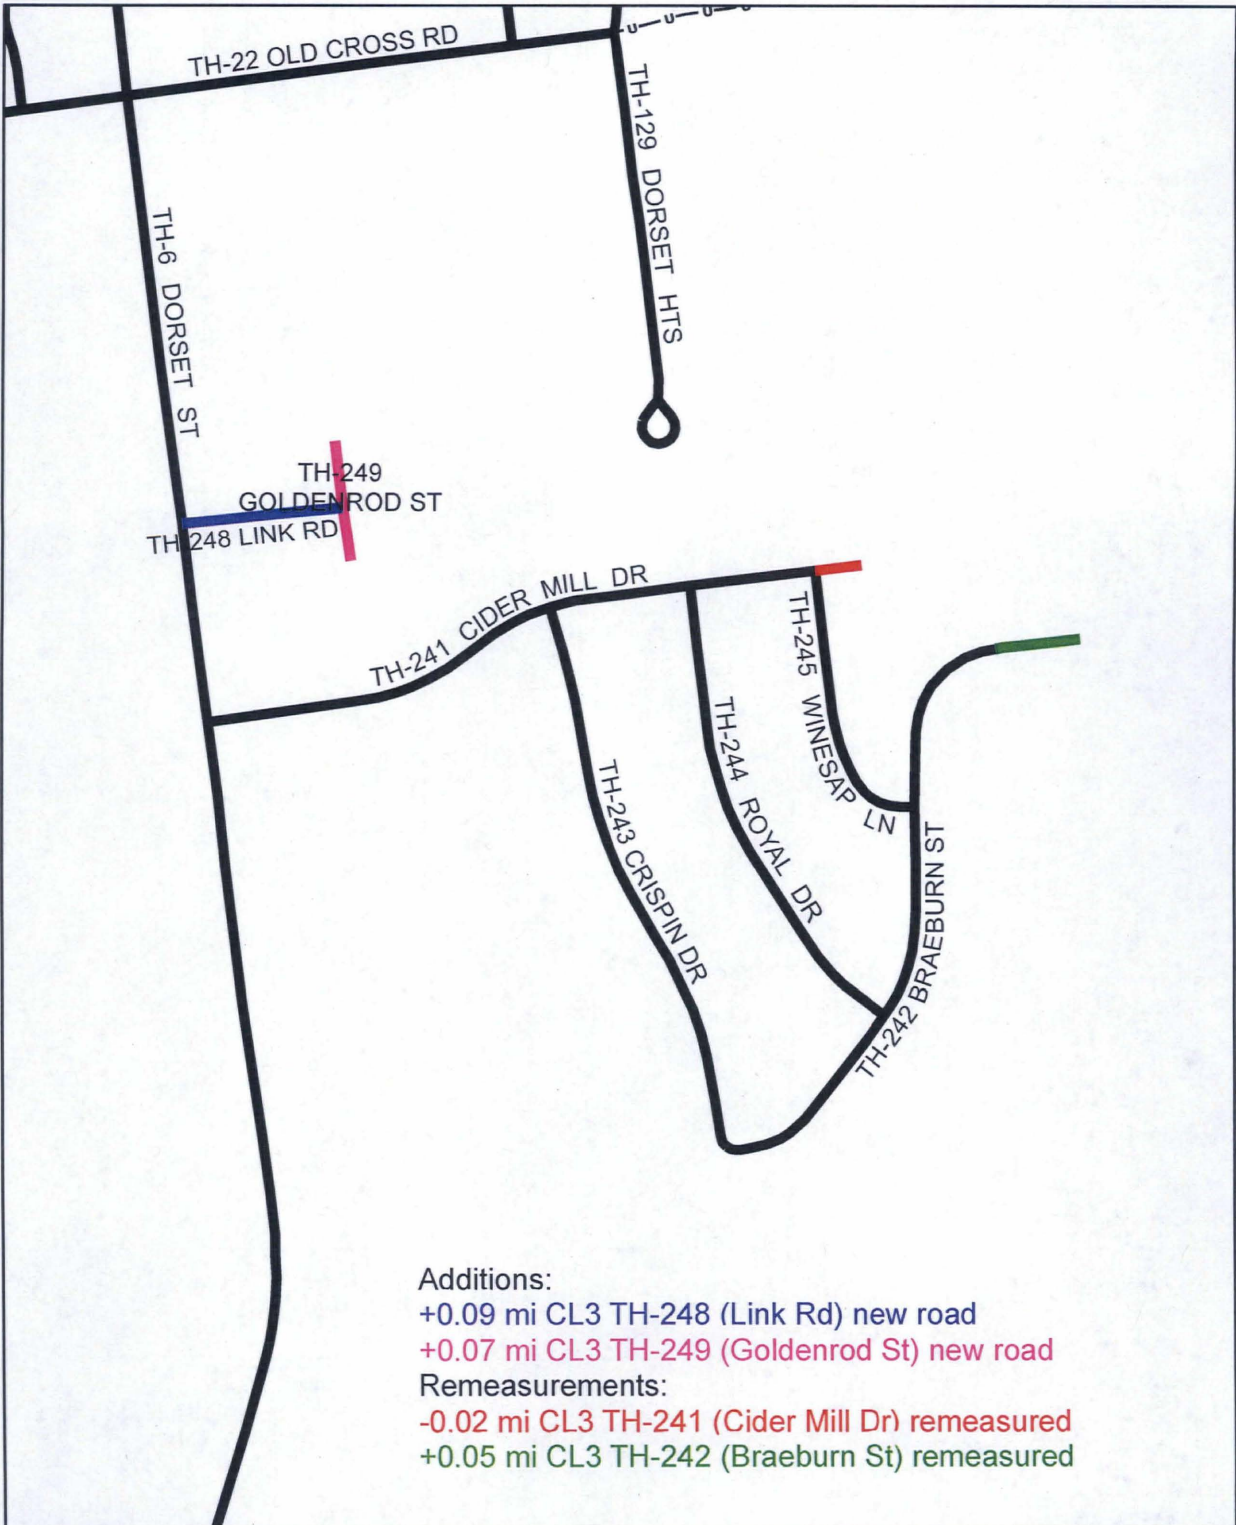 TH-22 OLD CROSS RD
TH-129 DORSET HTS
TH-6 DORSET ST
TH-249
GOLDENROD ST
TH-248 LINK RD
TH-241 CIDER MILL DR
TH-245 WINESAP LN
TH-244 ROYAL DR
TH-243 CRISPIN DR
TH-242 BRAEBURN ST
Additions:
+0.09 mi CL3 TH-248 (Link Rd) new road
+0.07 mi CL3 TH-249 (Goldenrod St) new road
Remeasurements:
-0.02 mi CL3 TH-241 (Cider Mill Dr) remeasured
+0.05 mi CL3 TH-242 (Braeburn St) remeasured